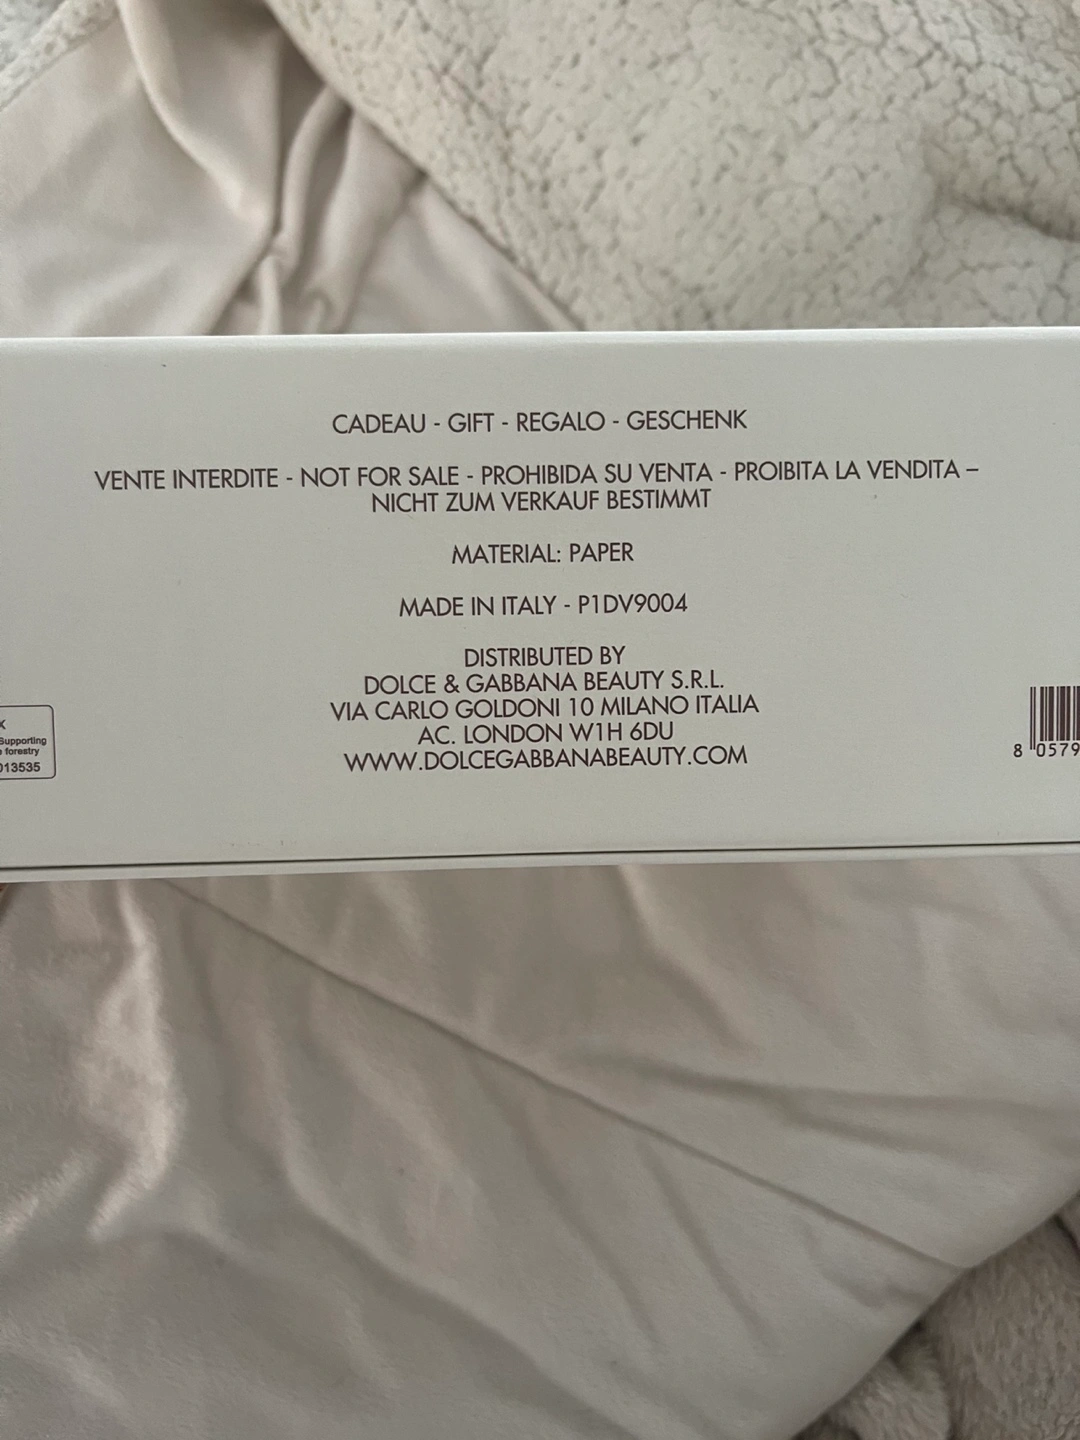 CADEAU - GIFT - REGALO - GESCHENK
VENTE INTERDITE - NOT FOR SALE - PROHIBIDA SU VENTA - PROIBITA LA VENDITA –
NICHT ZUM VERKAUF BESTIMMT
MATERIAL: PAPER
MADE IN ITALY - P1DV9004
DISTRIBUTED BY
DOLCE & GABBANA BEAUTY S.R.L.
VIA CARLO GOLDONI 10 MILANO ITALIA
AC. LONDON W1H 6DU
WWW.DOLCEGABBANABEAUTY.COM
Supporting
forestry
013535
8 0579